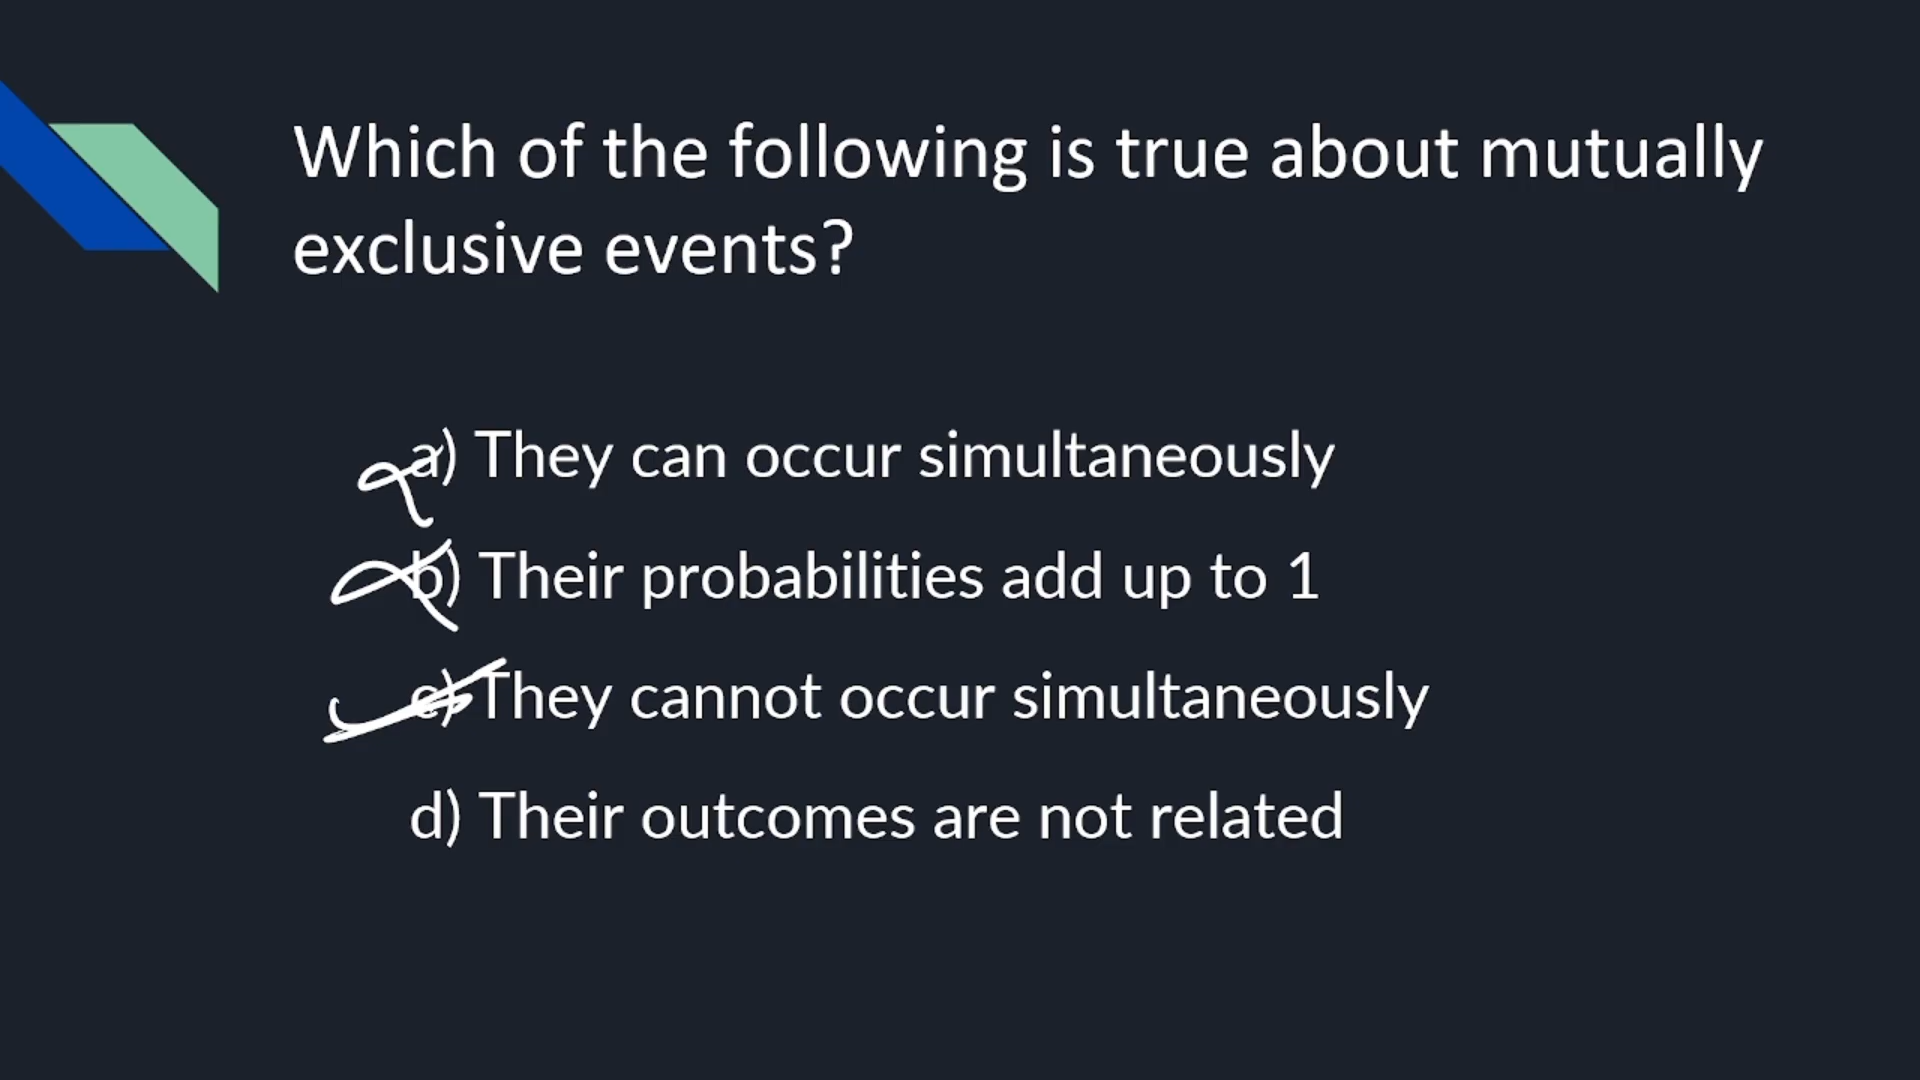 Which of the following is true about mutually
exclusive events?
a) They can occur simultaneously
b) Their probabilities add up to 1
c) They cannot occur simultaneously
d) Their outcomes are not related